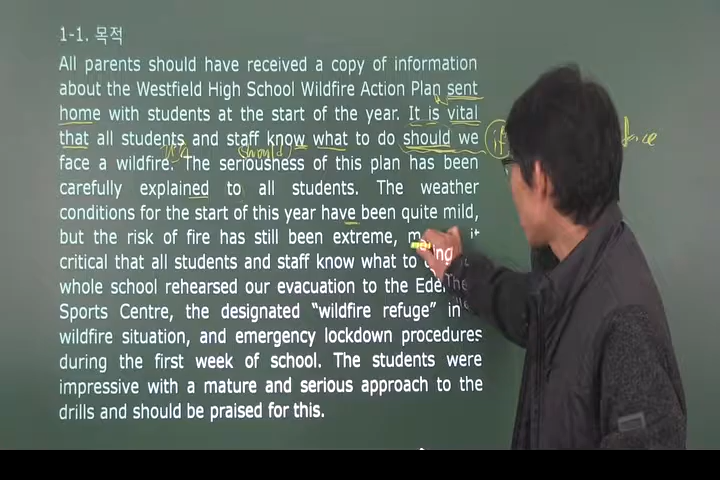 1-1. 목적
All parents should have received a copy of information
about the Westfield High School Wildfire Action Plan sent
home with students at the start of the year. It is vital
that all students and staff know what to do should we if
face a wildfire. The seriousness of this plan has been
carefully explained to all students. The weather
conditions for the start of this year have been quite mild,
but the risk of fire has still been extreme, it
critical that all students and staff know what to
whole school rehearsed our evacuation to the
Sports Centre, the designated “wildfire refuge” in
wildfire situation, and emergency lockdown procedures
during the first week of school. The students were
impressive with a mature and serious approach to the
drills and should be praised for this.